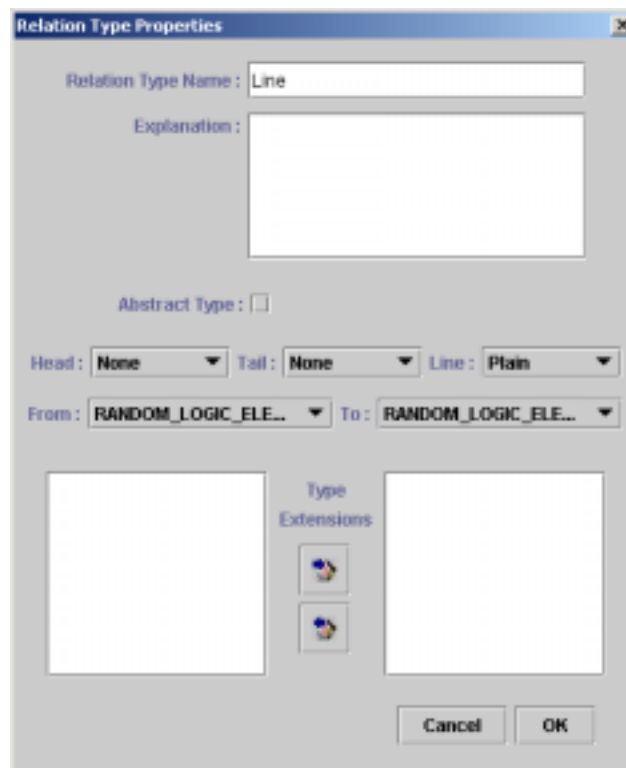 Relation Type Properties
Relation Type Name : Line
Explanation :
Abstract Type :
Head : None Tail : None Line : Plain
From : RANDOM_LOGIC_ELE... To : RANDOM_LOGIC_ELE...
Type
Extensions
Cancel OK